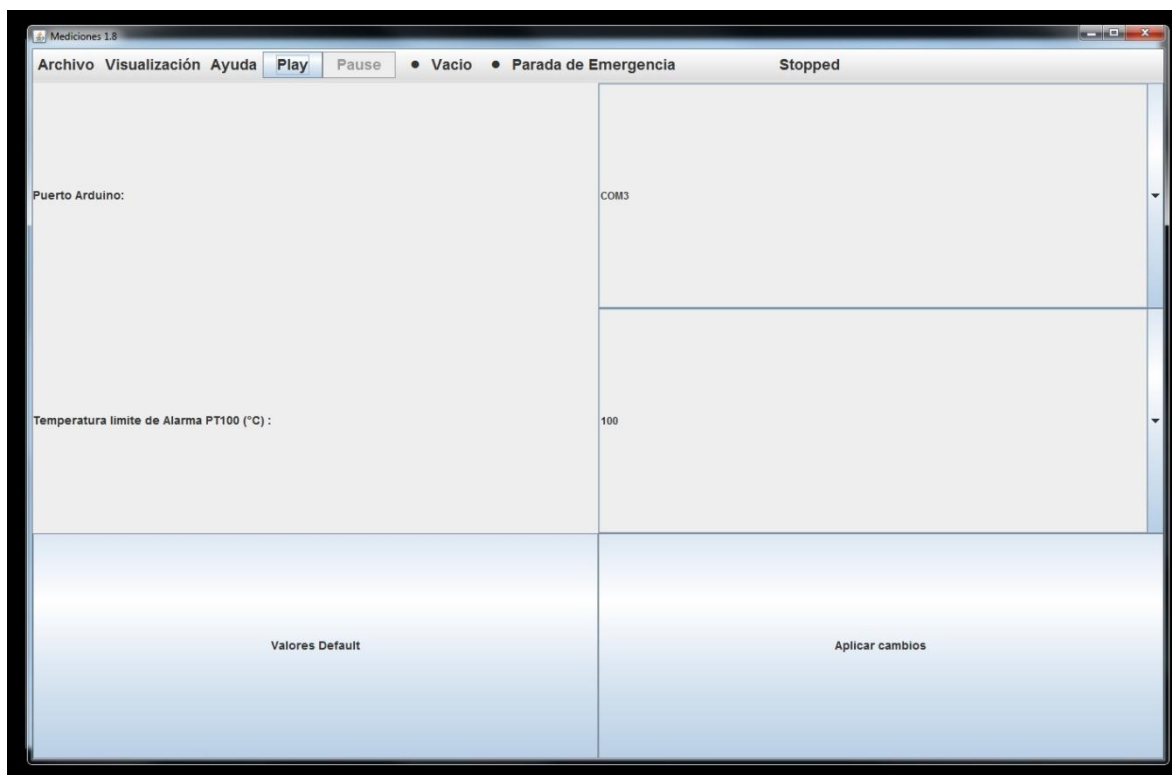 Mediciones 1.8
Archivo Visualización Ayuda Play Pause ● Vacio ● Parada de Emergencia Stopped
Puerto Arduino: COM3
Temperatura limite de Alarma PT100 (°C) : 100
Valores Default Aplicar cambios